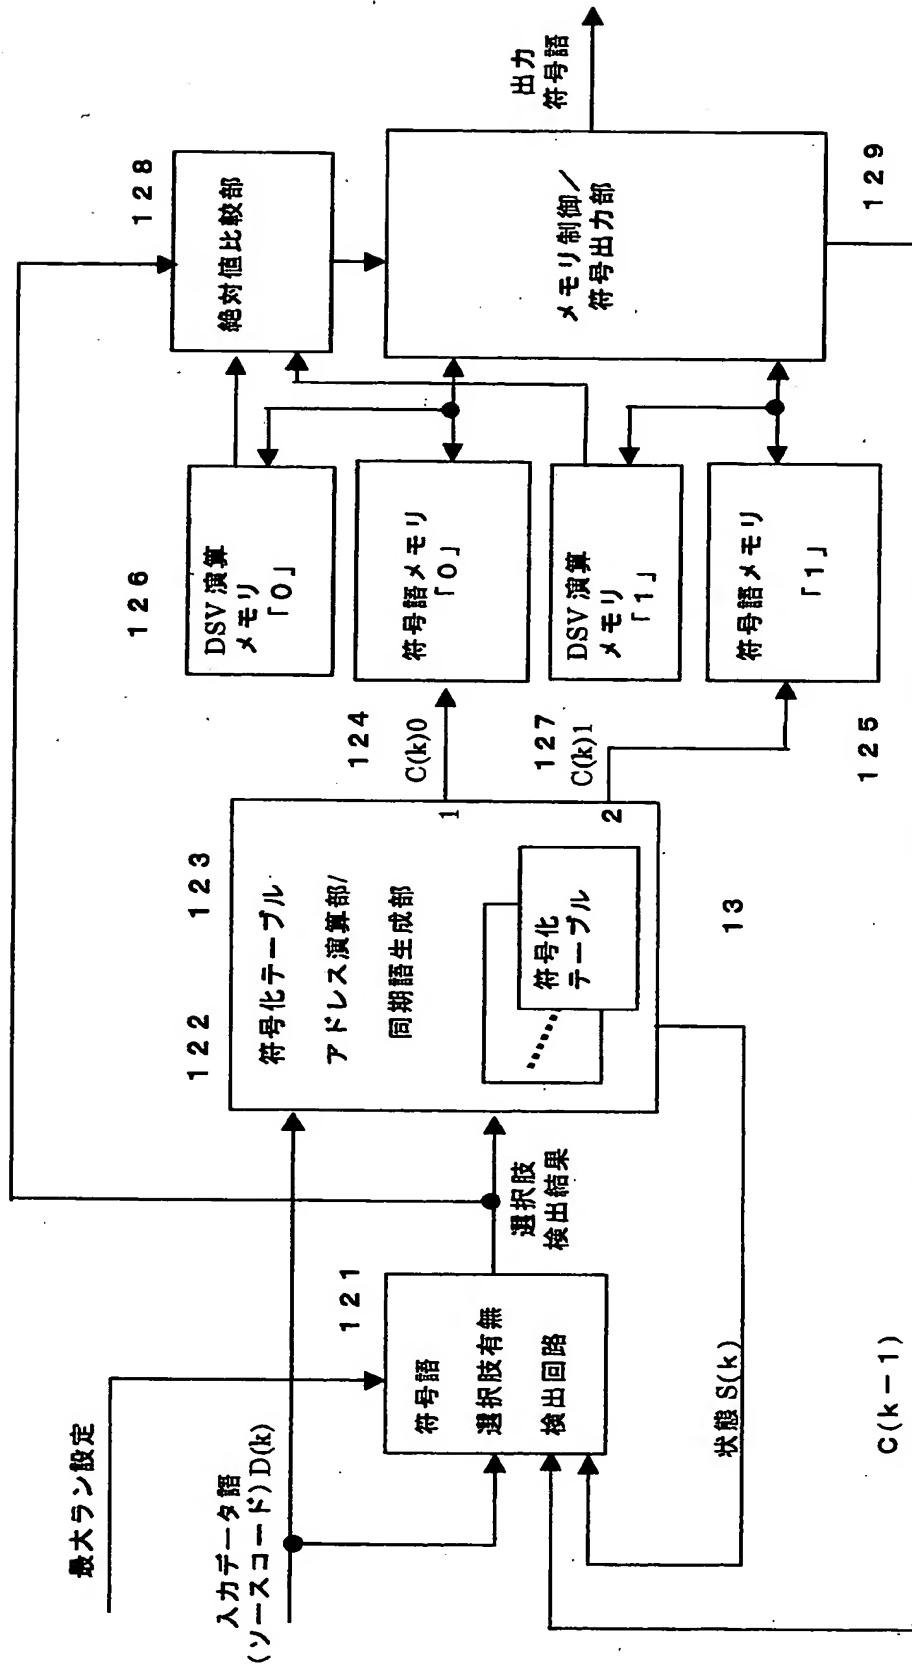 最大ラン設定
入力データ語
(ソースコード)D(k)
121
符号語
選択肢有無
検出回路
選択肢
検出結果
状態 S(k)
C(k−1)
122
123
符号化テーブル
アドレス演算部/
同期語生成部
符号化
テーブル
1
2
13
124
C(k)0
127
C(k)1
125
126
DSV 演算
メモリ
「0」
符号語メモリ
「0」
DSV 演算
メモリ
「1」
符号語メモリ
「1」
128
絶対値比較部
メモリ制御/
符号出力部
129
出力
符号語